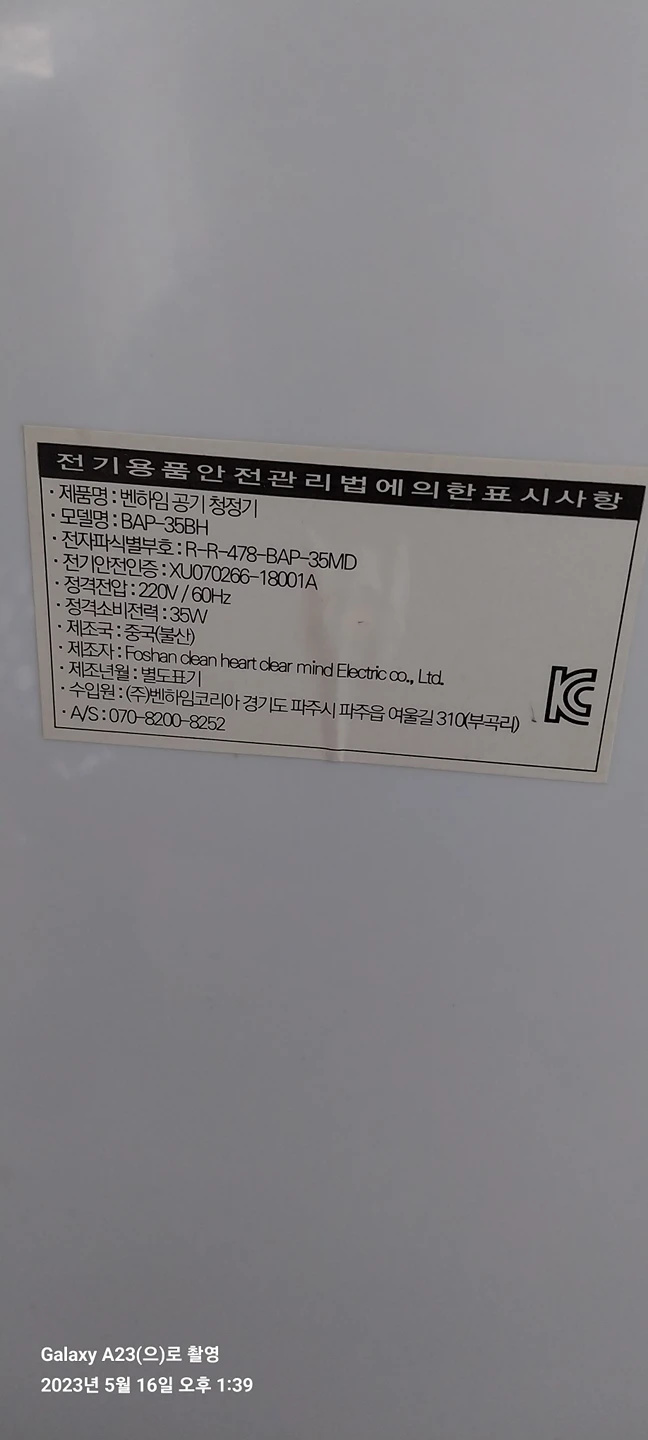 전기용품안전관리법에의한표시사항
· 제품명 : 벤하임 공기 청정기
· 모델명 : BAP-35BH
· 전자파식별부호 : R-R-478-BAP-35MD
· 전기안전인증 : XU070266-18001A
· 정격전압 : 220V / 60Hz
· 정격소비전력 : 35W
· 제조국 : 중국(불산)
· 제조자 : Foshan clean heart clear mind Electric co., Ltd.
· 제조년월 : 별도표기
· 수입원 : (주)벤하임코리아 경기도 파주시 파주읍 여울길 310(부곡리)
· A/S : 070-8200-8252
KC
Galaxy A23(으)로 촬영
2023년 5월 16일 오후 1:39